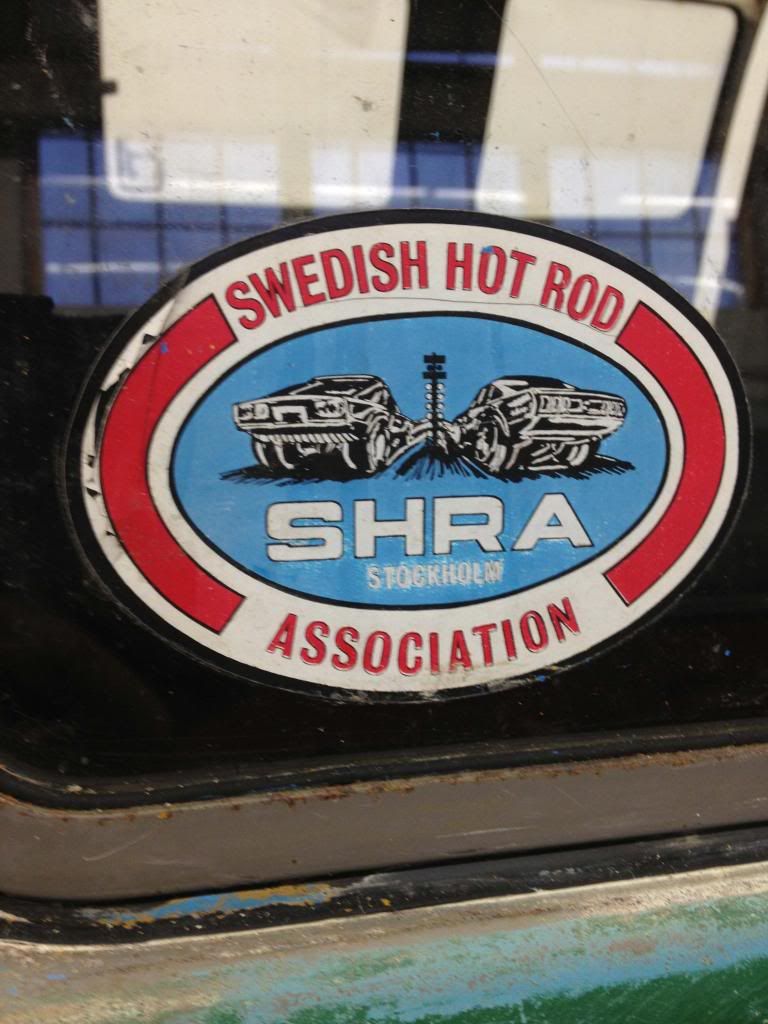 SWEDISH HOT ROD
SHRA
STOCKHOLM
ASSOCIATION